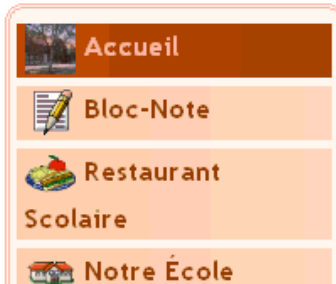 Accueil
Bloc-Note
Restaurant
Scolaire
Notre École